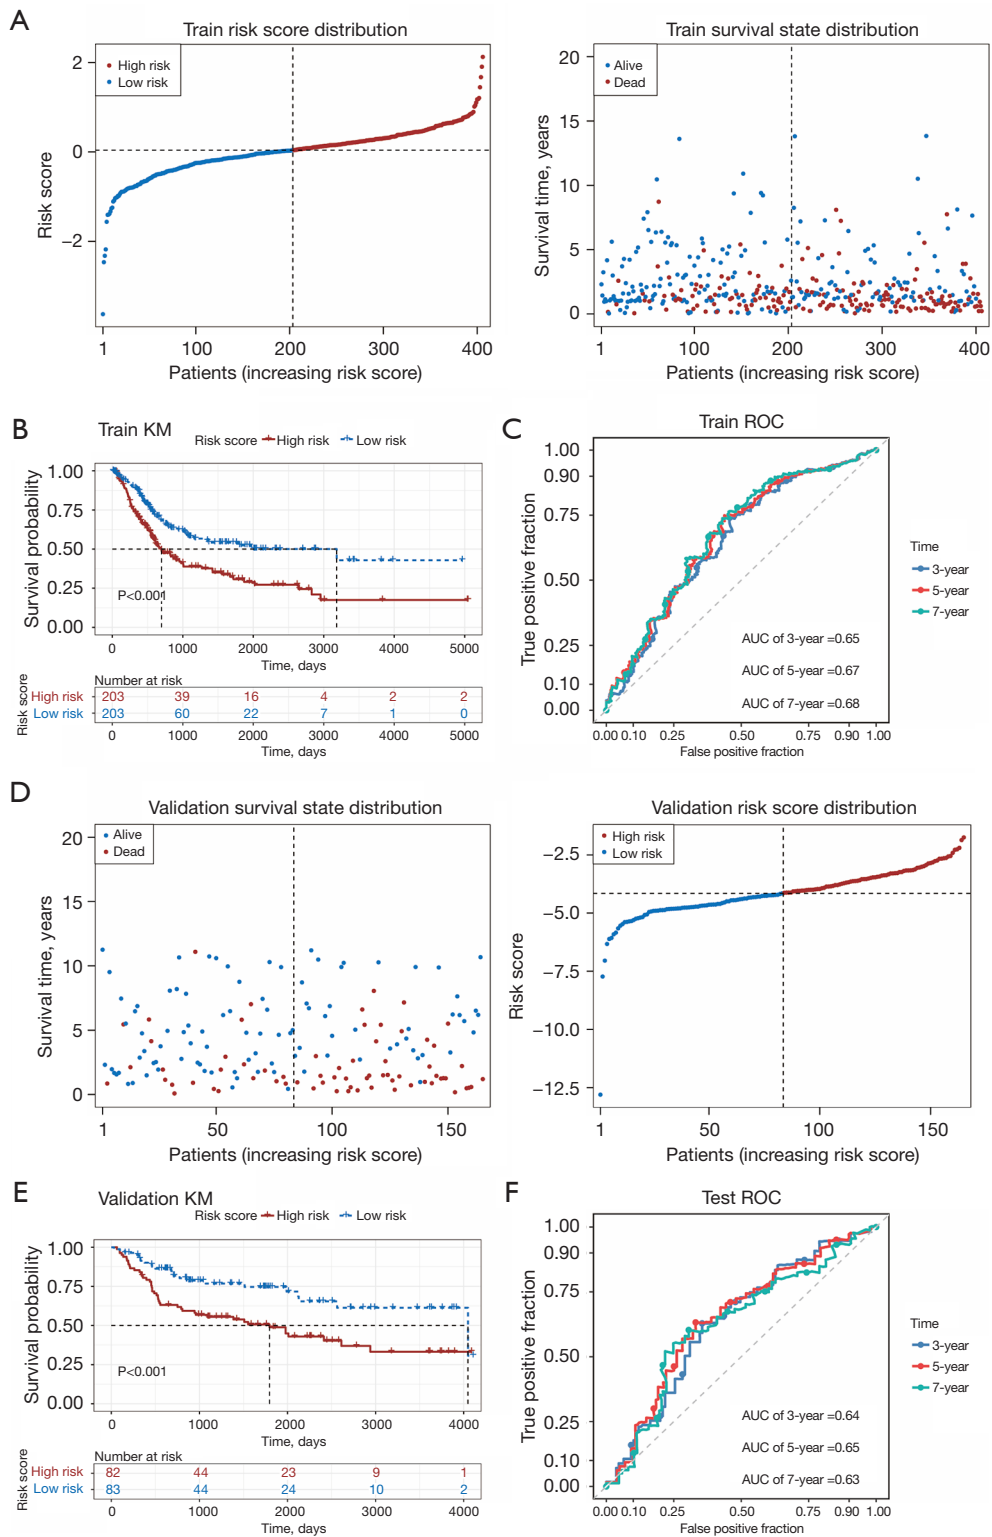 A
Train risk score distribution
High risk
Low risk
2
0
−2
Risk score
1
100
200
300
400
Patients (increasing risk score)
Train survival state distribution
Alive
Dead
20
15
10
5
0
Survival time, years
1
100
200
300
400
Patients (increasing risk score)
B
Train KM
Risk score High risk Low risk
1.00
0.75
0.50
0.25
0.00
Survival probability
P<0.001
0 1000 2000 3000 4000 5000
Time, days
Number at risk
Risk score
High risk 203 39 16 4 2 2
Low risk 203 60 22 7 1 0
0 1000 2000 3000 4000 5000
Time, days
C
Train ROC
1.00
0.90
0.75
0.50
0.25
0.10
0.00
True positive fraction
AUC of 3-year =0.65
AUC of 5-year =0.67
AUC of 7-year =0.68
0.00 0.10 0.25 0.50 0.75 0.90 1.00
False positive fraction
Time
3-year
5-year
7-year
D
Validation survival state distribution
Alive
Dead
20
15
10
5
0
Survival time, years
1 50 100 150
Patients (increasing risk score)
Validation risk score distribution
High risk
Low risk
−2.5
−5.0
−7.5
−10.0
−12.5
Risk score
1 50 100 150
Patients (increasing risk score)
E
Validation KM
Risk score High risk Low risk
1.00
0.75
0.50
0.25
0.00
Survival probability
P<0.001
0 1000 2000 3000 4000
Time, days
Number at risk
Risk score
High risk 82 44 23 9 1
Low risk 83 44 24 10 2
0 1000 2000 3000 4000
Time, days
F
Test ROC
1.00
0.90
0.75
0.50
0.25
0.10
0.00
True positive fraction
AUC of 3-year =0.64
AUC of 5-year =0.65
AUC of 7-year =0.63
0.00 0.10 0.25 0.50 0.75 0.90 1.00
False positive fraction
Time
3-year
5-year
7-year